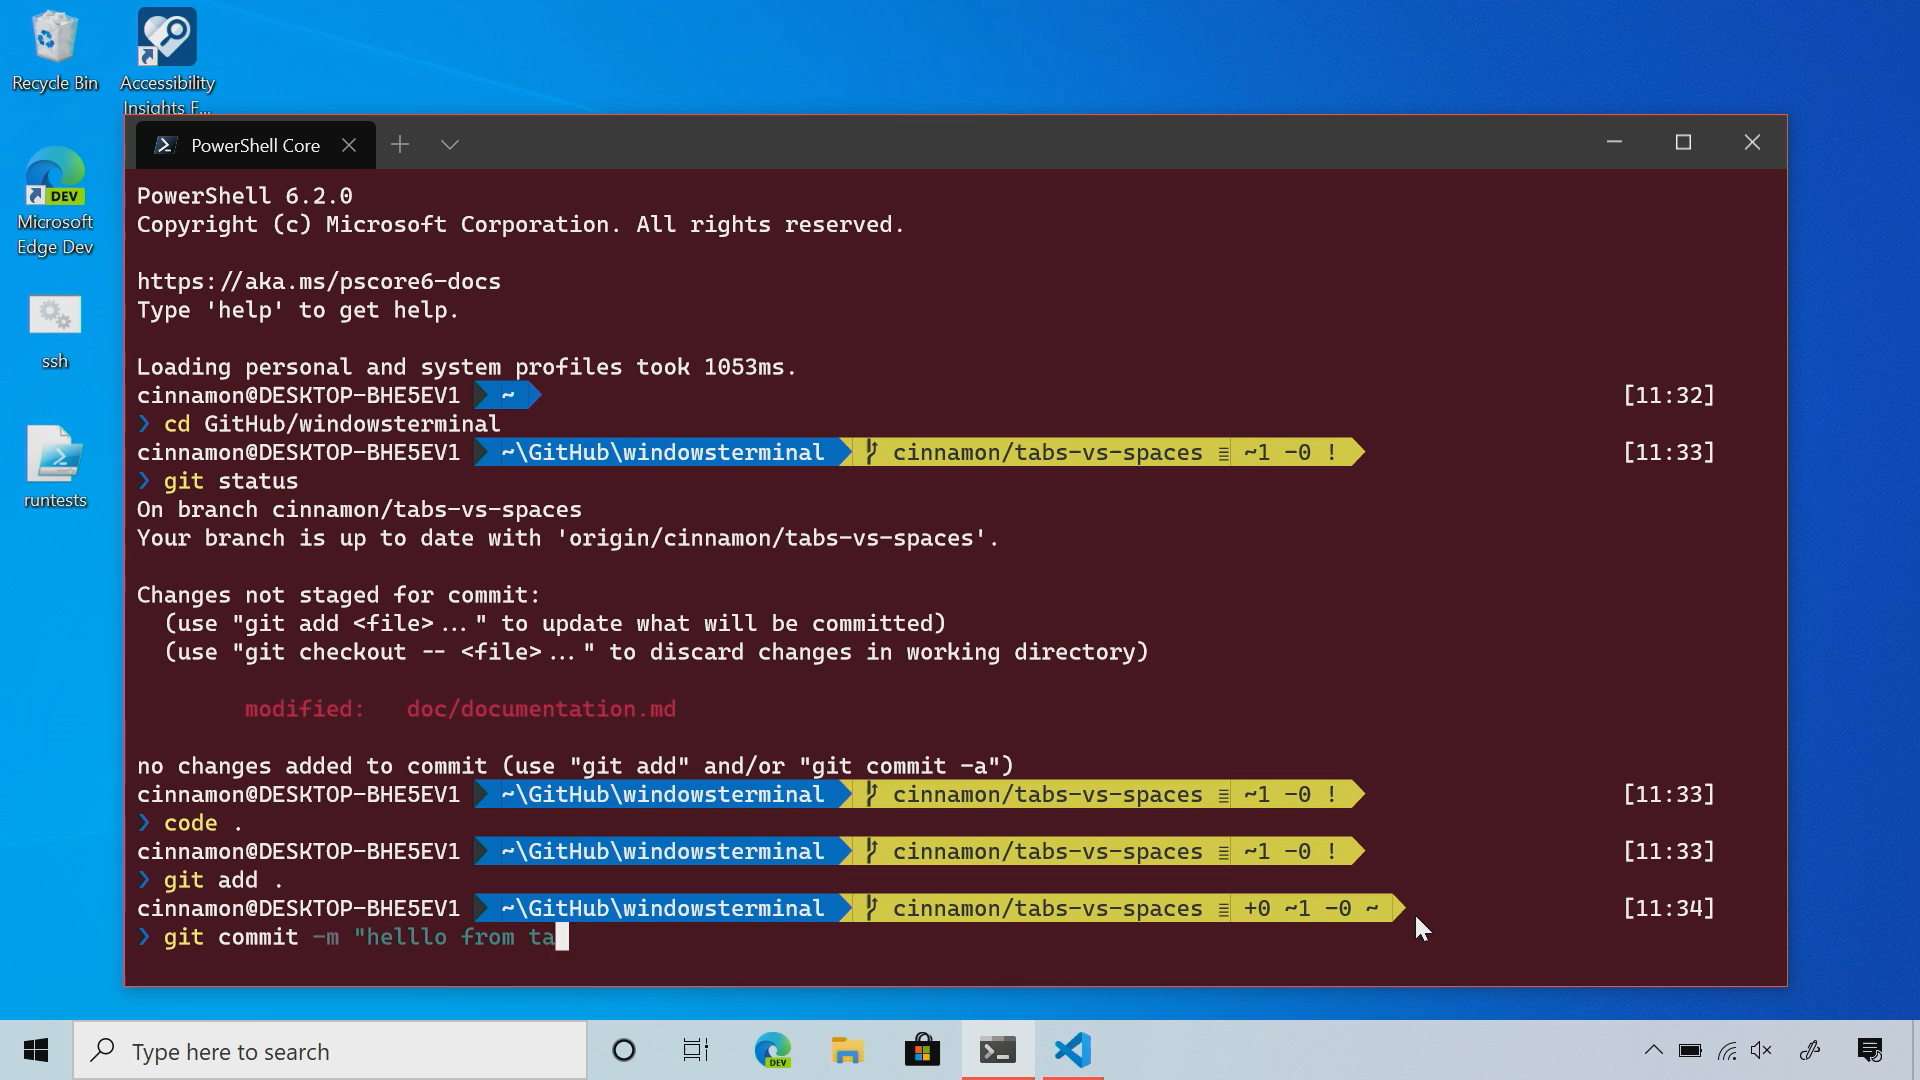 Recycle Bin
Accessibility
Insights F...
Microsoft
Edge Dev
DEV
ssh
runtests
PowerShell Core
PowerShell 6.2.0
Copyright (c) Microsoft Corporation. All rights reserved.
https://aka.ms/pscore6-docs
Type 'help' to get help.
Loading personal and system profiles took 1053ms.
cinnamon@DESKTOP-BHE5EV1 ~ [11:32]
❯ cd GitHub/windowsterminal
cinnamon@DESKTOP-BHE5EV1 ~\GitHub\windowsterminal cinnamon/tabs-vs-spaces ≡ ~1 -0 ! [11:33]
❯ git status
On branch cinnamon/tabs-vs-spaces
Your branch is up to date with 'origin/cinnamon/tabs-vs-spaces'.
Changes not staged for commit:
(use "git add <file>..." to update what will be committed)
(use "git checkout -- <file>..." to discard changes in working directory)
modified: doc/documentation.md
no changes added to commit (use "git add" and/or "git commit -a")
cinnamon@DESKTOP-BHE5EV1 ~\GitHub\windowsterminal cinnamon/tabs-vs-spaces ≡ ~1 -0 ! [11:33]
❯ code .
cinnamon@DESKTOP-BHE5EV1 ~\GitHub\windowsterminal cinnamon/tabs-vs-spaces ≡ ~1 -0 ! [11:33]
❯ git add .
cinnamon@DESKTOP-BHE5EV1 ~\GitHub\windowsterminal cinnamon/tabs-vs-spaces ≡ +0 ~1 -0 ~ [11:34]
❯ git commit -m "helllo from ta
Type here to search
DEV